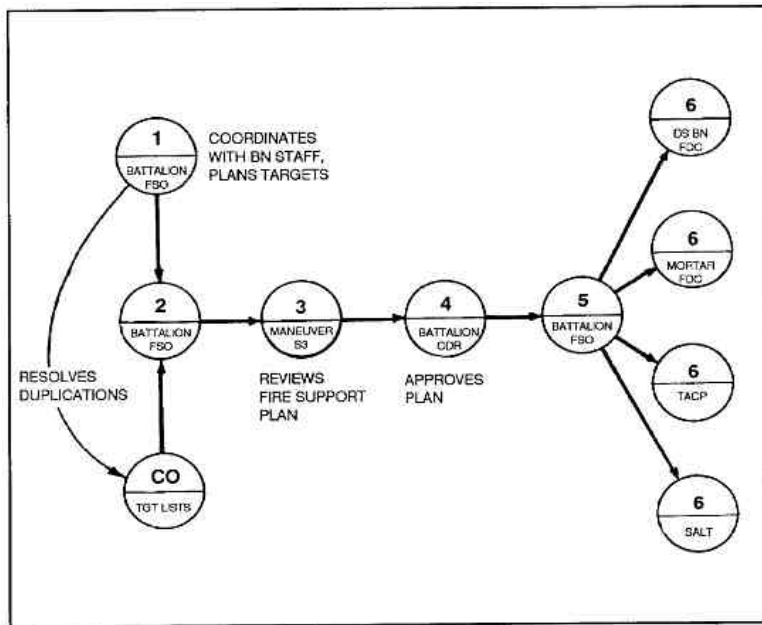 1
BATTALION
FSO
COORDINATES
WITH BN STAFF,
PLANS TARGETS
2
BATTALION
FSO
RESOLVES
DUPLICATIONS
CO
TGT LISTS
3
MANEUVER
S3
REVIEWS
FIRE SUPPORT
PLAN
4
BATTALION
CDR
APPROVES
PLAN
5
BATTALION
FSO
6
DS BN
FDC
6
MORTAR
FDC
6
TACP
6
SALT